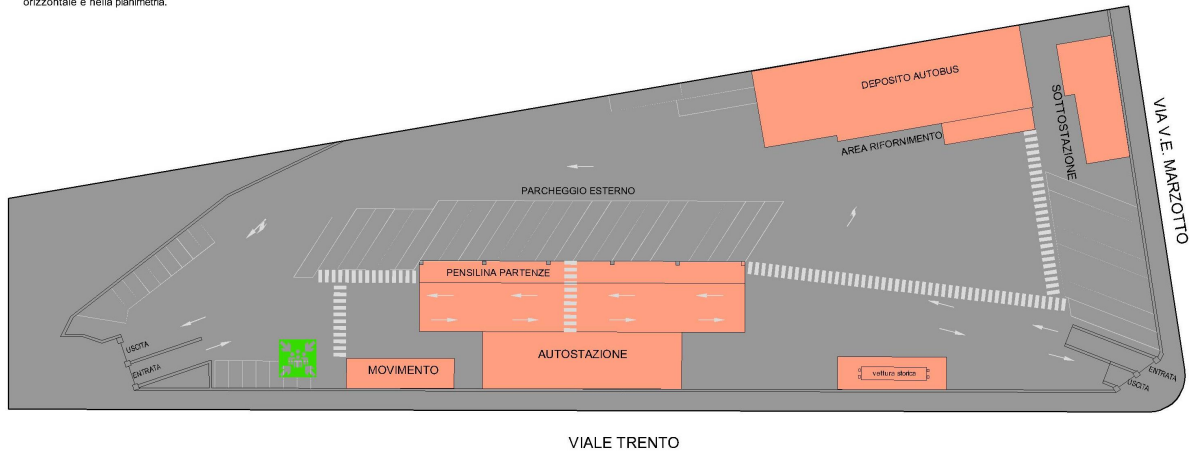 orizzontale e nella planimetria.
DEPOSITO AUTOBUS
SOTTOSTAZIONE
VIA V.E. MARZOTTO
AREA RIFORNIMENTO
PARCHEGGIO ESTERNO
PENSILINA PARTENZE
USCITA
ENTRATA
MOVIMENTO
AUTOSTAZIONE
vettura storica
ENTRATA
USCITA
VIALE TRENTO